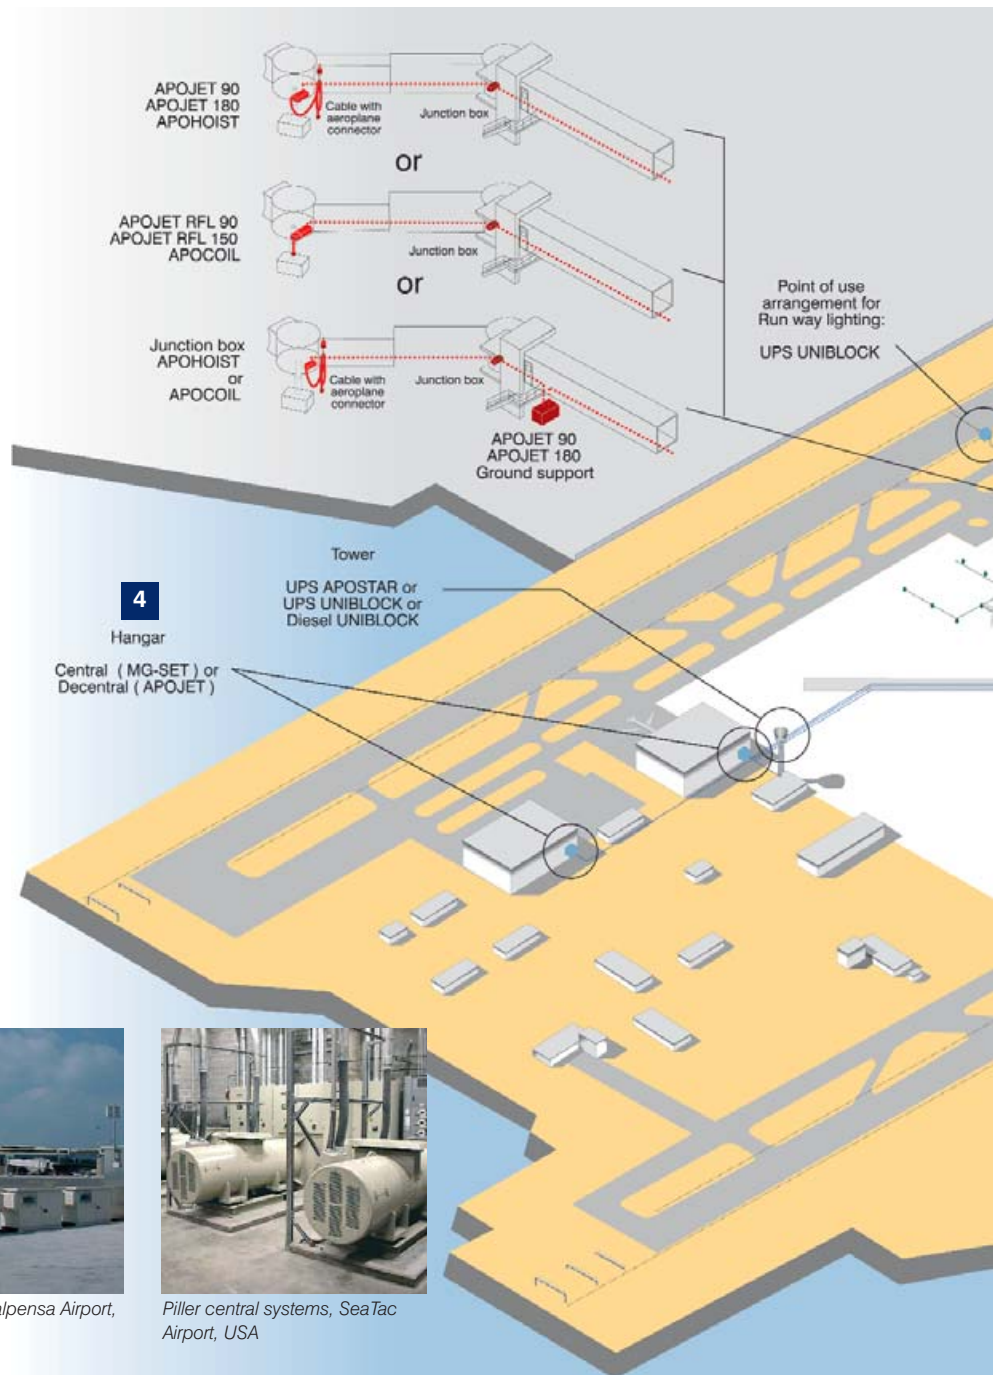 APOJET 90
APOJET 180
APOHOIST
Cable with
aeroplane
connector
Junction box
or
APOJET RFL 90
APOJET RFL 150
APOCOIL
Junction box
or
Junction box
APOHOIST
or
APOCOIL
Cable with
aeroplane
connector
Junction box
APOJET 90
APOJET 180
Ground support
Point of use
arrangement for
Run way lighting:
UPS UNIBLOCK
Tower
UPS APOSTAR or
UPS UNIBLOCK or
Diesel UNIBLOCK
4
Hangar
Central ( MG-SET ) or
Decentral ( APOJET )
lpensa Airport,
Piller central systems, SeaTac
Airport, USA